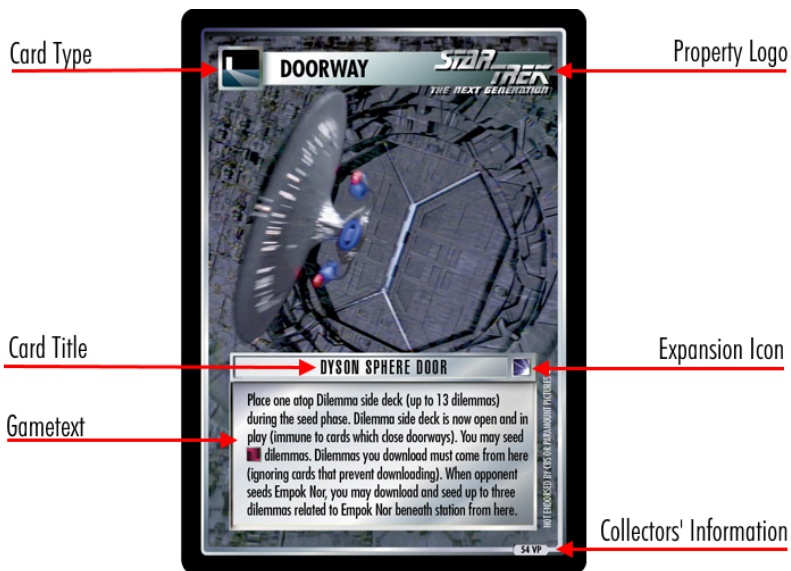 Card Type
DOORWAY
STAR TREK
THE NEXT GENERATION
Property Logo
Card Title
DYSON SPHERE DOOR
Expansion Icon
Gametext
Place one atop Dilemma side deck (up to 13 dilemmas)
during the seed phase. Dilemma side deck is now open and in
play (immune to cards which close doorways). You may seed
dilemmas. Dilemmas you download must come from here
(ignoring cards that prevent downloading). When opponent
seeds Empok Nor, you may download and seed up to three
dilemmas related to Empok Nor beneath station from here.
NOT ENDORSED BY CBS OR PARAMOUNT PICTURES
Collectors' Information
54 VP